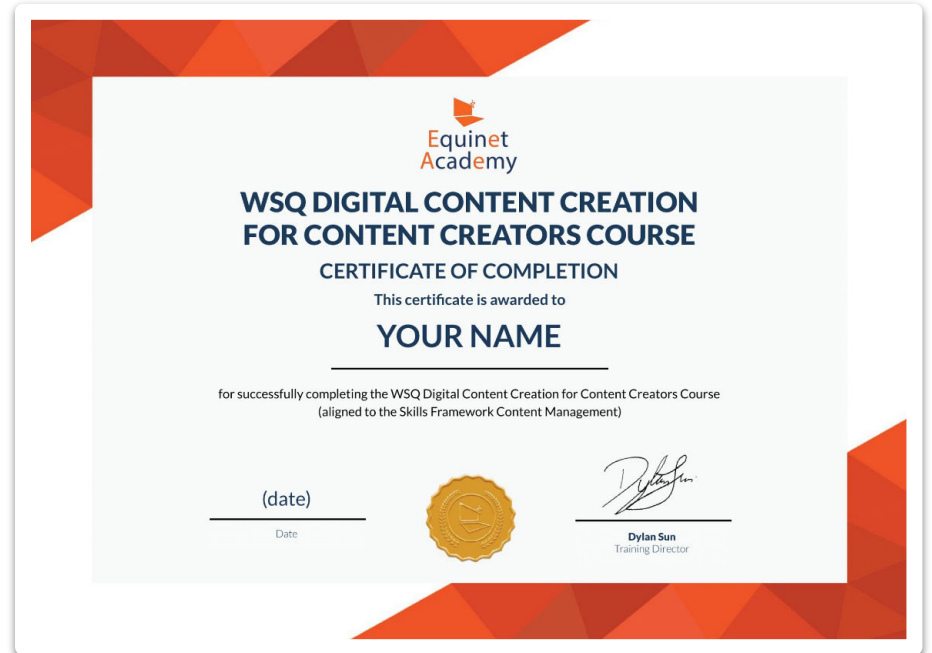 Equinet
Academy
WSQ DIGITAL CONTENT CREATION
FOR CONTENT CREATORS COURSE
CERTIFICATE OF COMPLETION
This certificate is awarded to
YOUR NAME
for successfully completing the WSQ Digital Content Creation for Content Creators Course
(aligned to the Skills Framework Content Management)
(date)
Date
Dylan Sun
Dylan Sun
Training Director